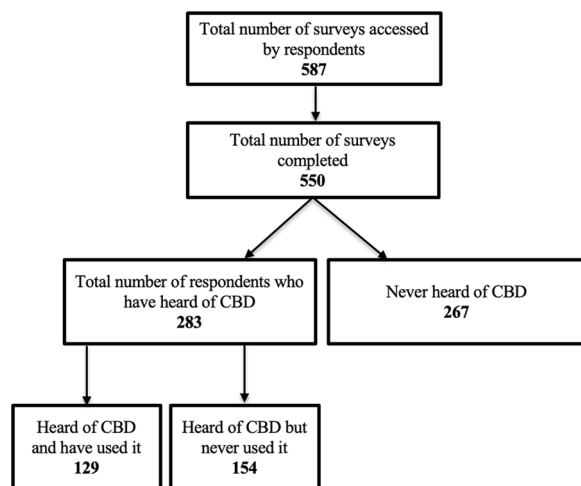 Total number of surveys accessed
by respondents
587
Total number of surveys
completed
550
Total number of respondents who
have heard of CBD
283
Never heard of CBD
267
Heard of CBD
and have used it
129
Heard of CBD but
never used it
154